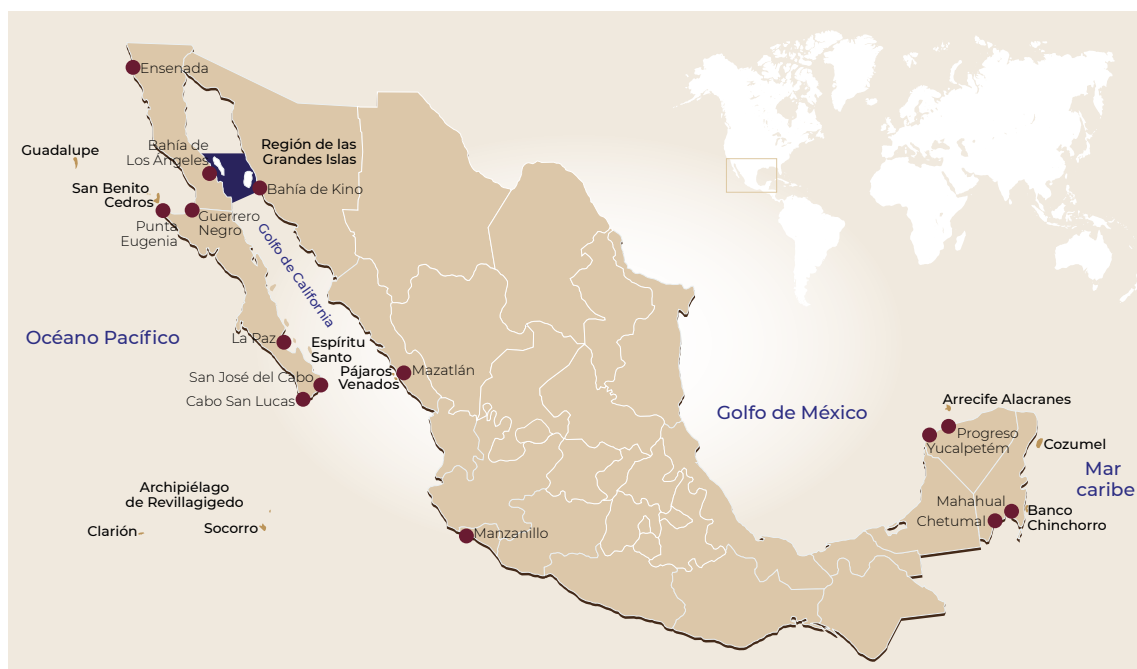 Ensenada
Bahía de
Los Ángeles
Región de las
Grandes Islas
Guadalupe
Bahía de Kino
San Benito
Cedros
Punta
Eugenia
Guerrero
Negro
Golfo de California
Océano Pacífico
La Paz
Espíritu
Santo
Pájaros
Venados
Mazatlán
San José del Cabo
Cabo San Lucas
Golfo de México
Arrecife Alacranes
Progreso
Yucalpetém
Cozumel
Mar
caribe
Mahahual
Chetumal
Banco
Chinchorro
Archipiélago
de Revillagigedo
Clarión
Socorro
Manzanillo